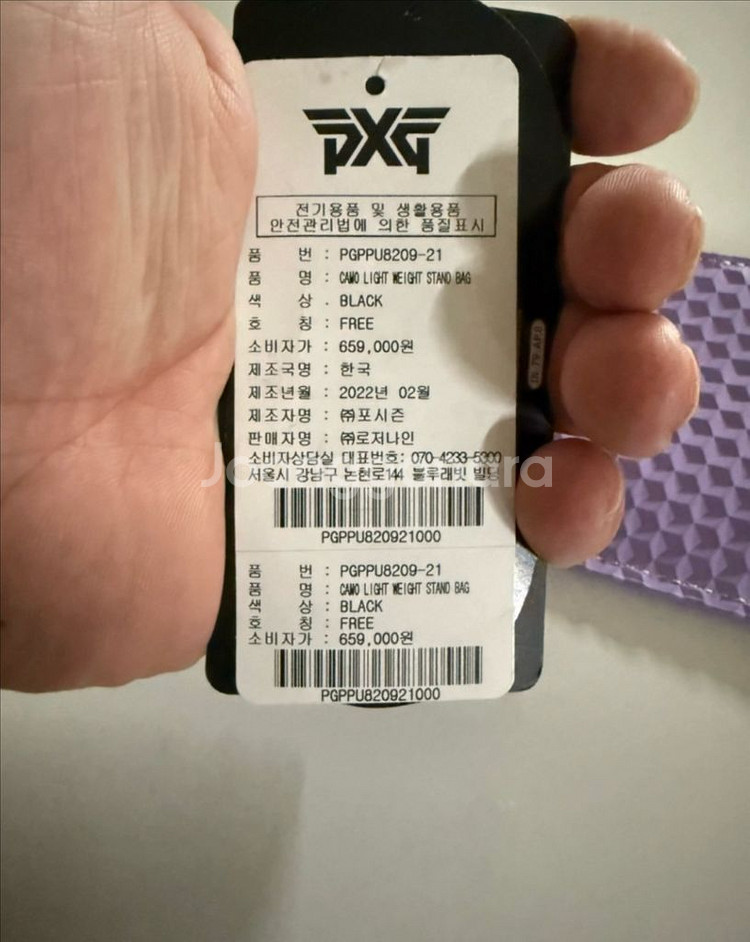 PXG
전기용품 및 생활용품
안전관리법에 의한 품질표시
품 번 : PGPPU8209-21
품 명 : CAMO LIGHT WEIGHT STAND BAG
색 상 . BLACK
호 칭 : FREE
소비자가 : 659,000원
제조국명 : 한국
제조년월 : 2022년 02월
제조자명 : ㈜포시즌
판매자명 : ㈜로저나인
소비자상담실 대표번호: 070-4233-5300
서울시 강남구 논현로144 블루래빗 빌딩
PGPPU820921000
품 번 : PGPPU8209-21
품 명 : CAMO LIGHT WEIGHT STAND BAG
색 상 : BLACK
호 칭 : FREE
소비자가 : 659,000원
PGPPU820921000